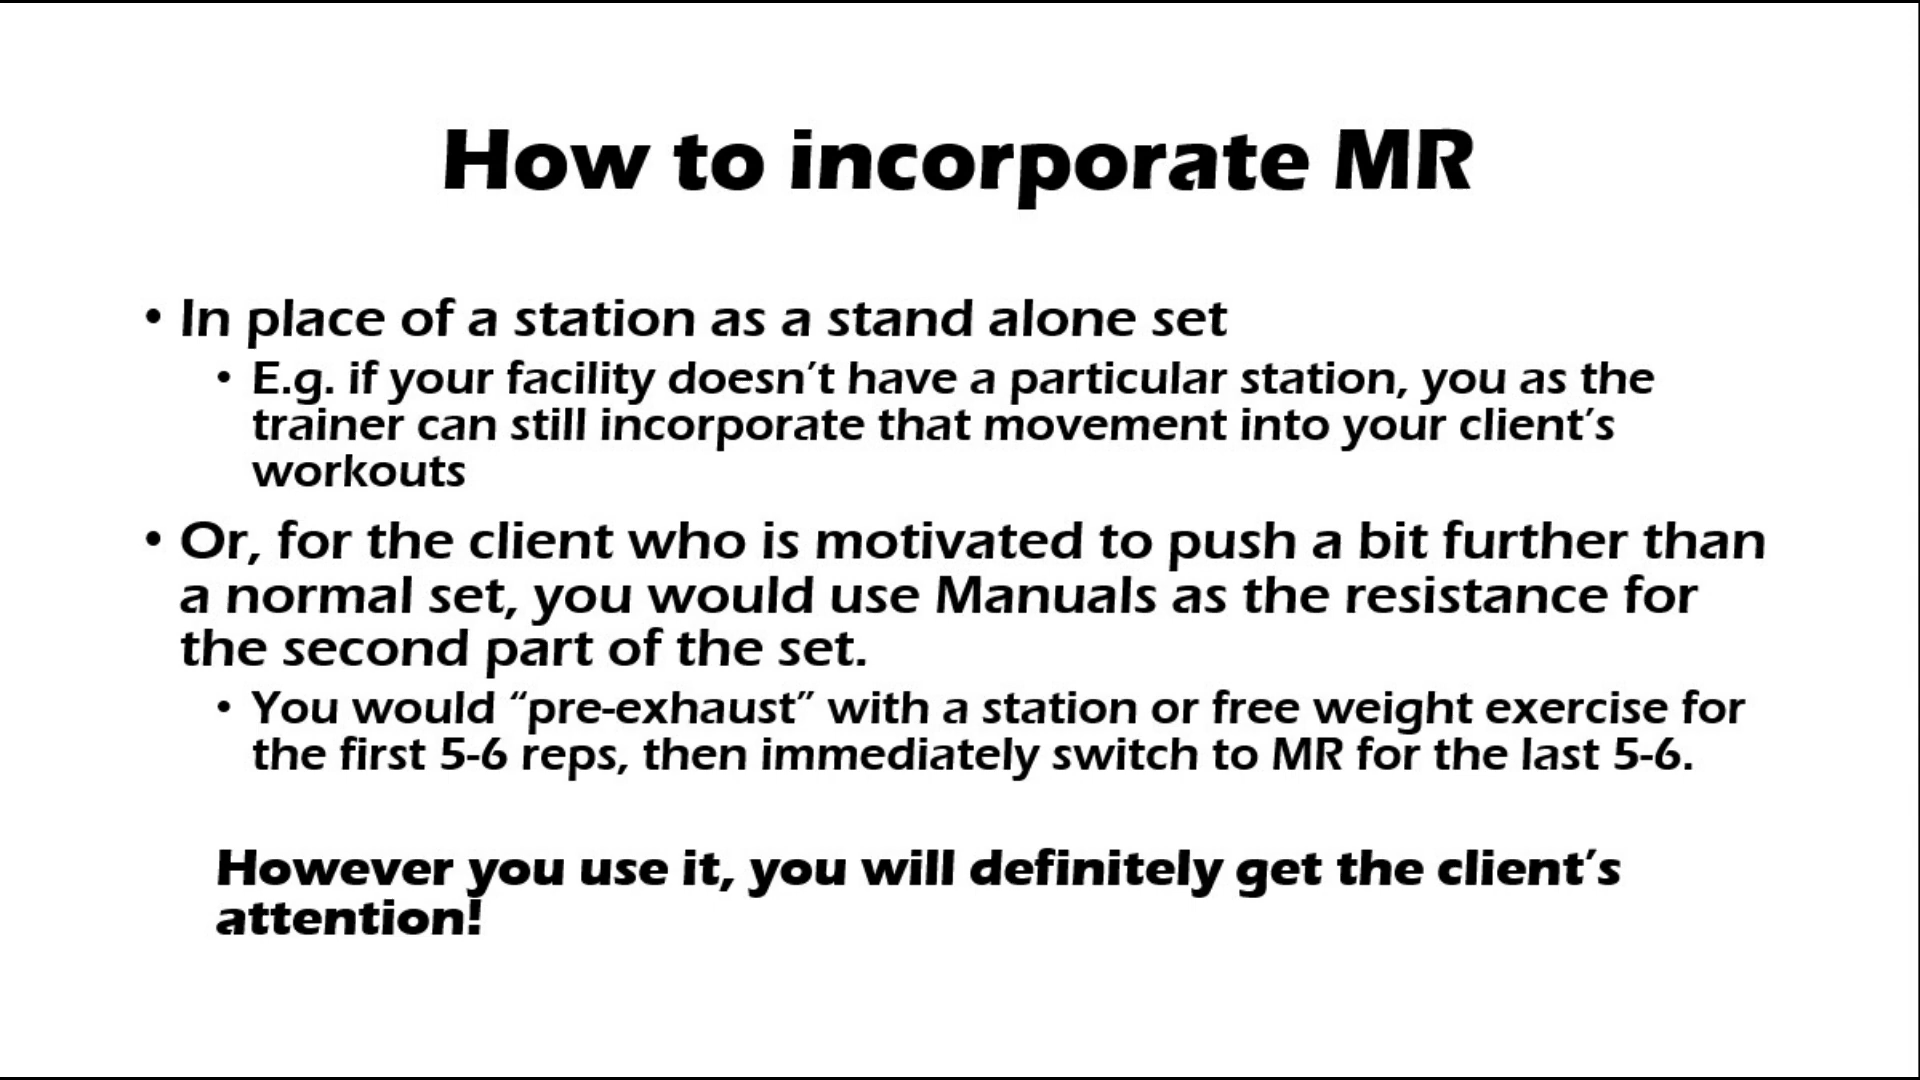 How to incorporate MR
• In place of a station as a stand alone set
• E.g. if your facility doesn’t have a particular station, you as the
trainer can still incorporate that movement into your client’s
workouts
• Or, for the client who is motivated to push a bit further than
a normal set, you would use Manuals as the resistance for
the second part of the set.
• You would “pre-exhaust” with a station or free weight exercise for
the first 5-6 reps, then immediately switch to MR for the last 5-6.
However you use it, you will definitely get the client’s
attention!